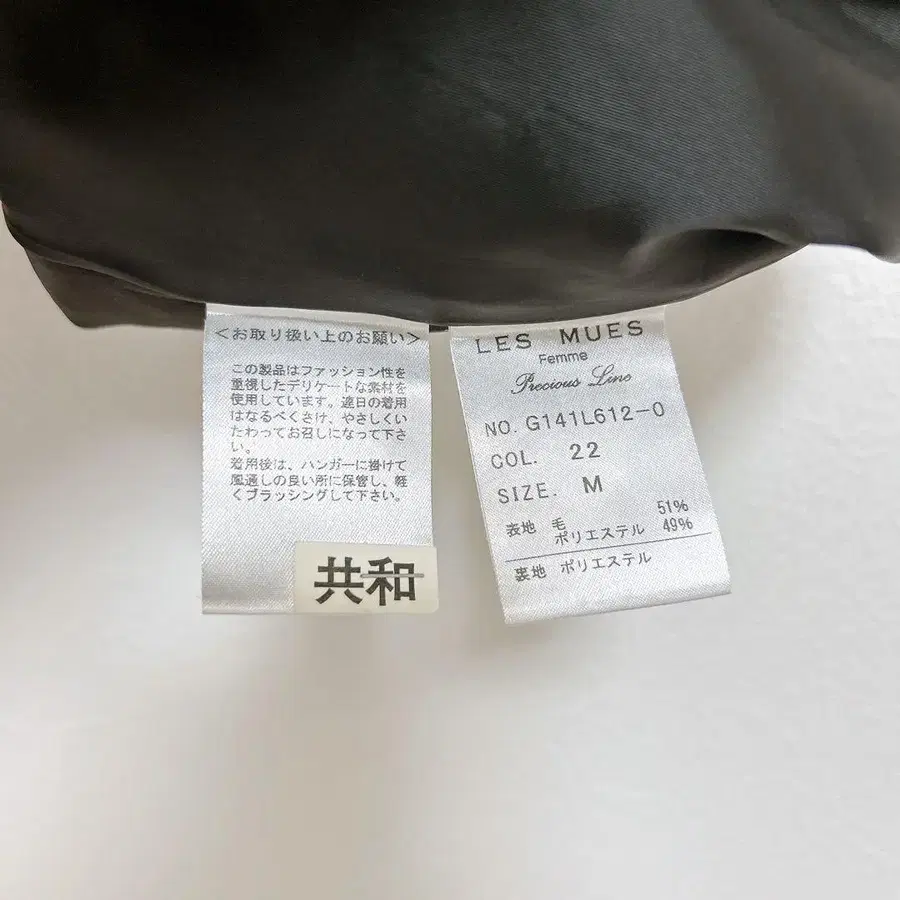 <お取り扱い上のお願い>
この製品はファッション性を
重視したデリケートな素材を
使用しています。連日の着用
はなるべくさけ、やさしくい
たわってお召しになって下さ
い。
着用後は、ハンガーに掛けて
風通しの良い所に保管し、軽
くブラッシングして下さい。
共和
LES MUES
Femme
Precious Line
NO. G141L612-0
COL. 22
SIZE. M
表地 毛 51%
ポリエステル 49%
裏地 ポリエステル